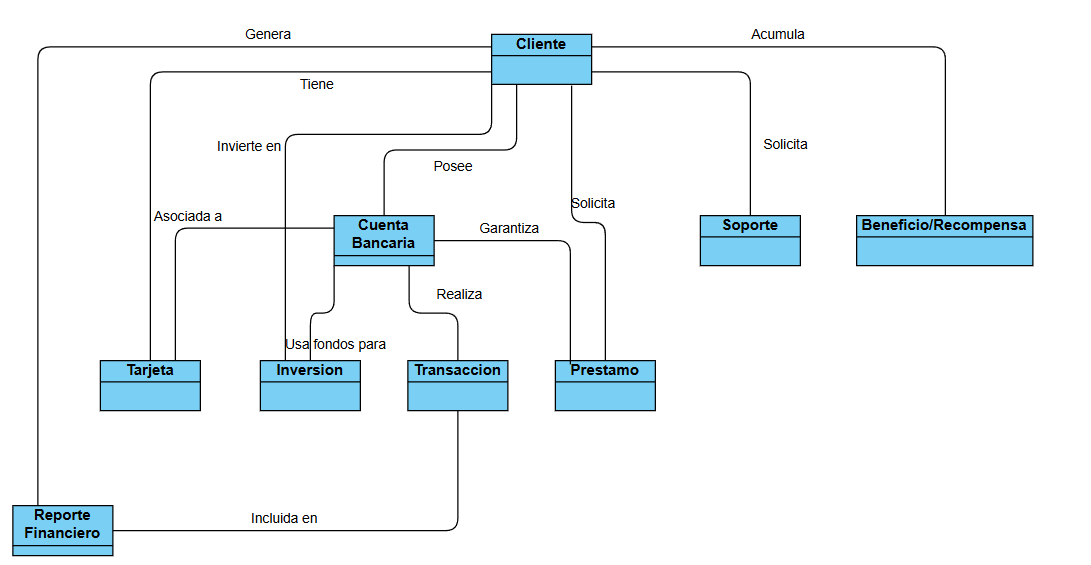 Genera
Cliente
Acumula
Tiene
Invierte en
Solicita
Posee
Solicita
Asociada a
Cuenta
Bancaria
Garantiza
Soporte
Beneficio/Recompensa
Realiza
Usa fondos para
Tarjeta
Inversion
Transaccion
Prestamo
Reporte
Financiero
Incluida en